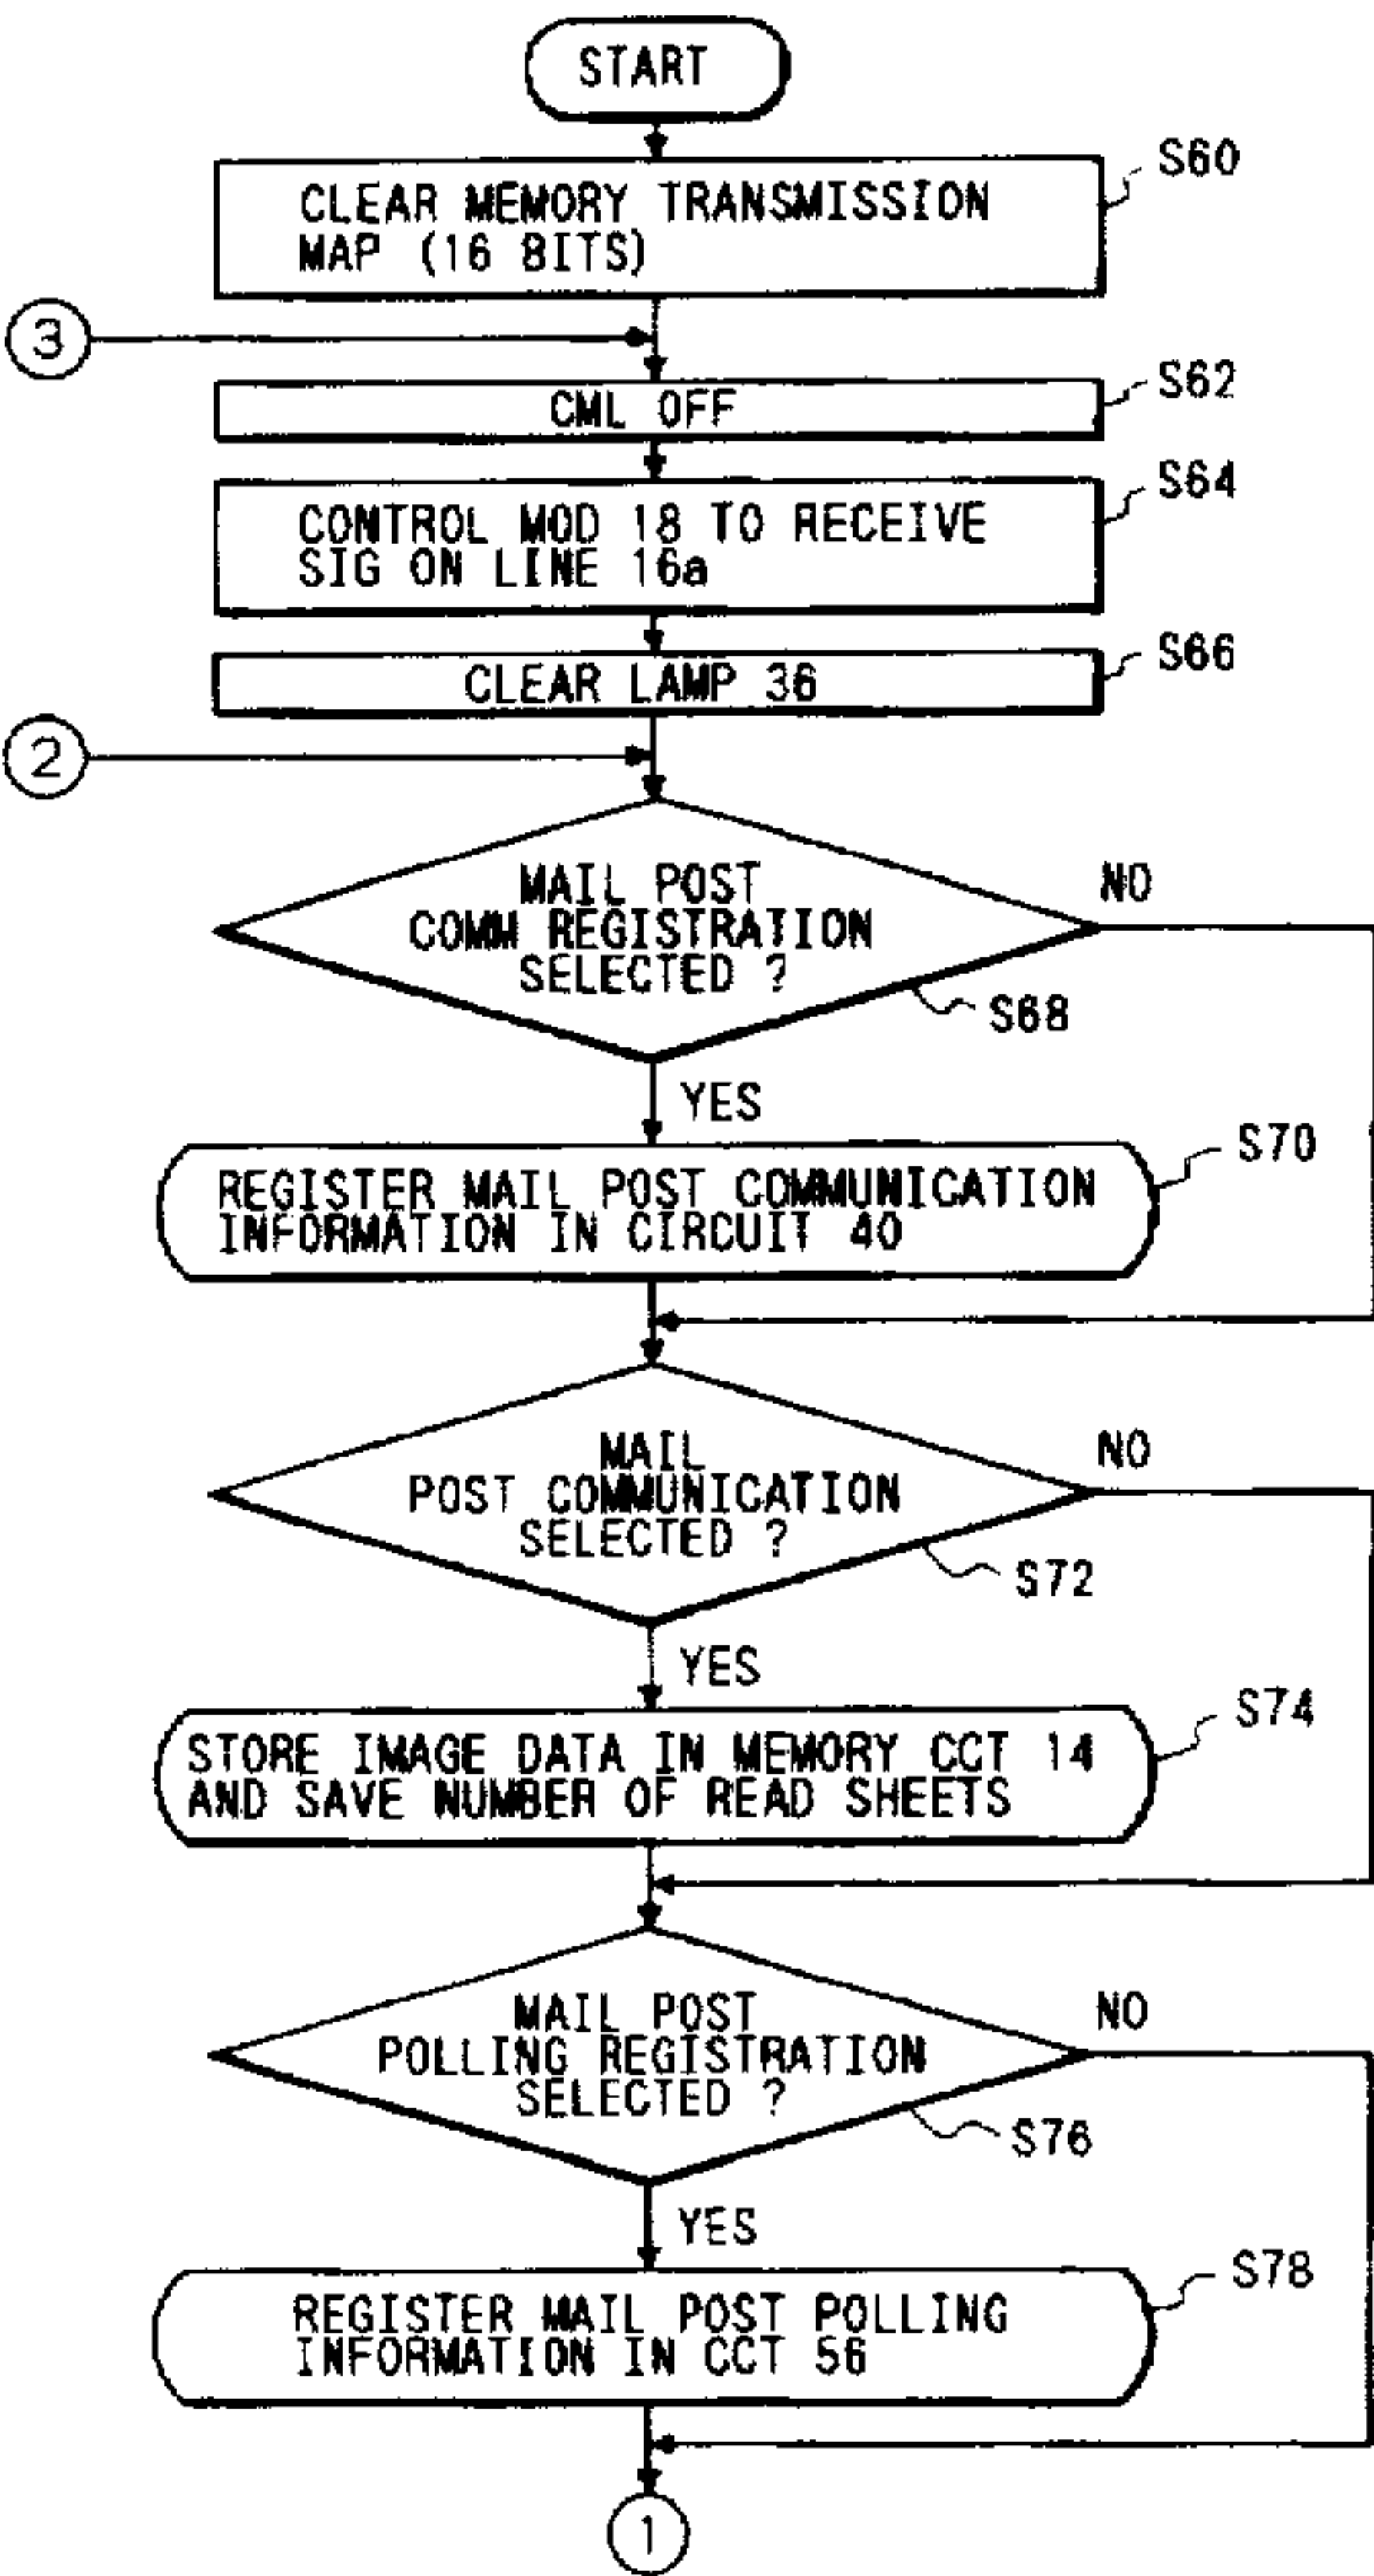 START
S60
CLEAR MEMORY TRANSMISSION
MAP (16 BITS)
3
S62
CML OFF
S64
CONTROL MOD 18 TO RECEIVE
SIG ON LINE 16a
S66
CLEAR LAMP 36
2
MAIL POST
COMM REGISTRATION
SELECTED ?
NO
S68
YES
S70
REGISTER MAIL POST COMMUNICATION
INFORMATION IN CIRCUIT 40
MAIL
POST COMMUNICATION
SELECTED ?
NO
S72
YES
S74
STORE IMAGE DATA IN MEMORY CCT 14
AND SAVE NUMBER OF READ SHEETS
MAIL POST
POLLING REGISTRATION
SELECTED ?
NO
S76
YES
S78
REGISTER MAIL POST POLLING
INFORMATION IN CCT 56
1